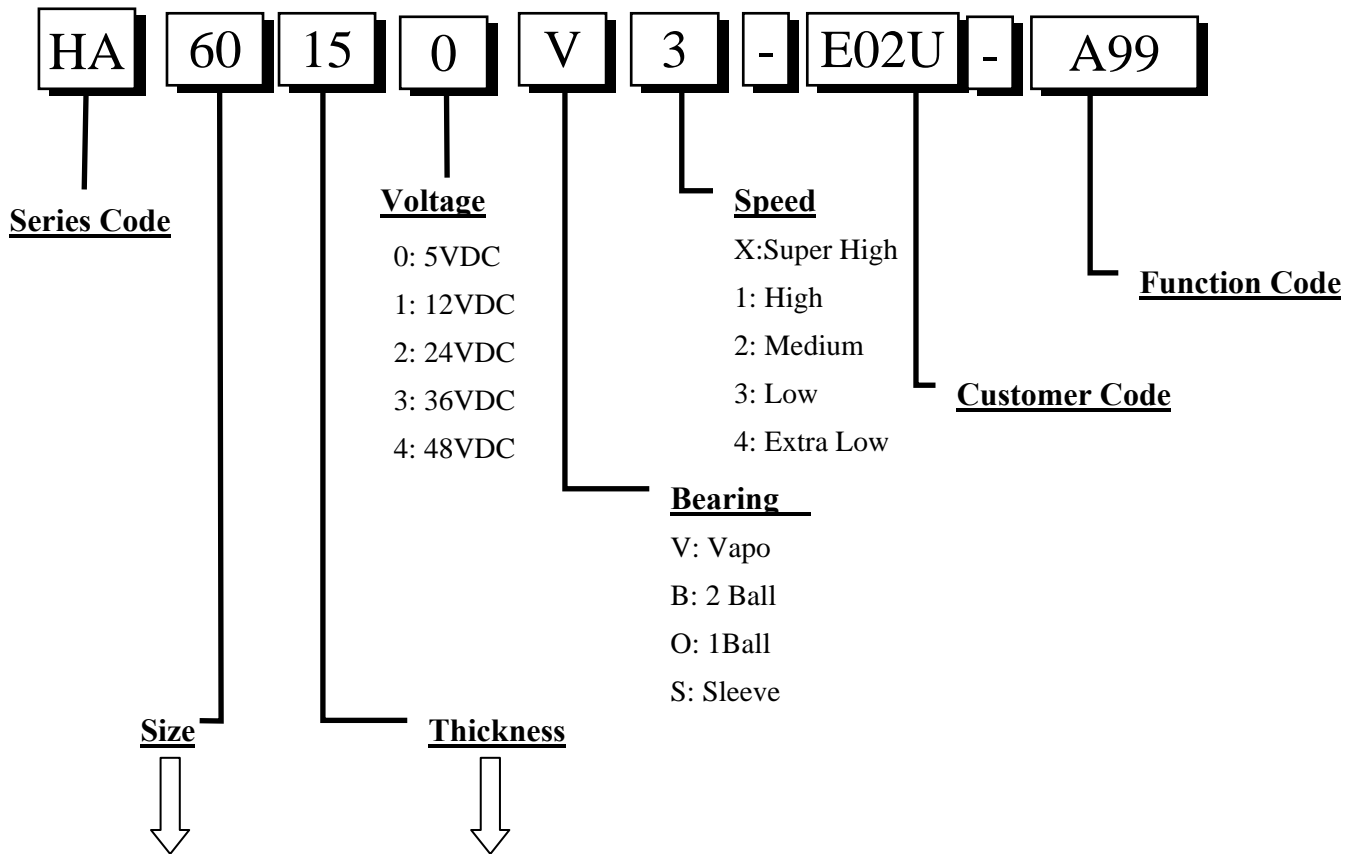 HA 60 15 0 V 3 - E02U - A99
Series Code
Voltage
0: 5VDC
1: 12VDC
2: 24VDC
3: 36VDC
4: 48VDC
Speed
X:Super High
1: High
2: Medium
3: Low
4: Extra Low
Function Code
Customer Code
Bearing
V: Vapo
B: 2 Ball
O: 1Ball
S: Sleeve
Size
Thickness